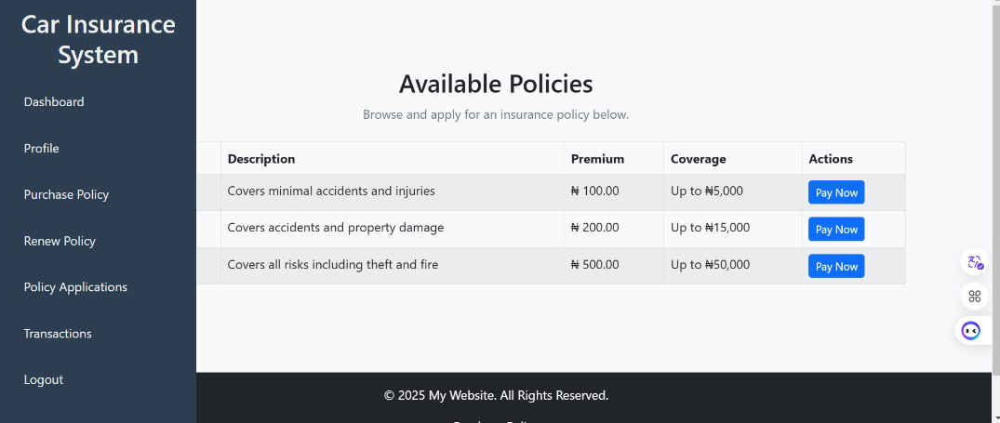 Car Insurance
System
Dashboard
Profile
Purchase Policy
Renew Policy
Policy Applications
Transactions
Logout
Available Policies
Browse and apply for an insurance policy below.
Description Premium Coverage Actions
Covers minimal accidents and injuries ₦ 100.00 Up to ₦5,000 Pay Now
Covers accidents and property damage ₦ 200.00 Up to ₦15,000 Pay Now
Covers all risks including theft and fire ₦ 500.00 Up to ₦50,000 Pay Now
© 2025 My Website. All Rights Reserved.